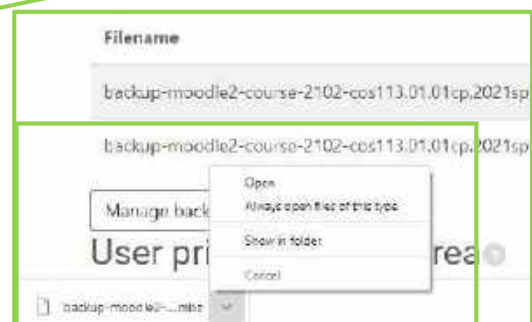 Filename
backup-moodle2-course-2102-cos113.01.01cp.2021sp
backup-moodle2-course-2102-cos113.01.01cp.2021sp
Manage back
Open
Always open files of this type
Show in folder
Cancel
User pri
rea
backup-moodle2-....mbz